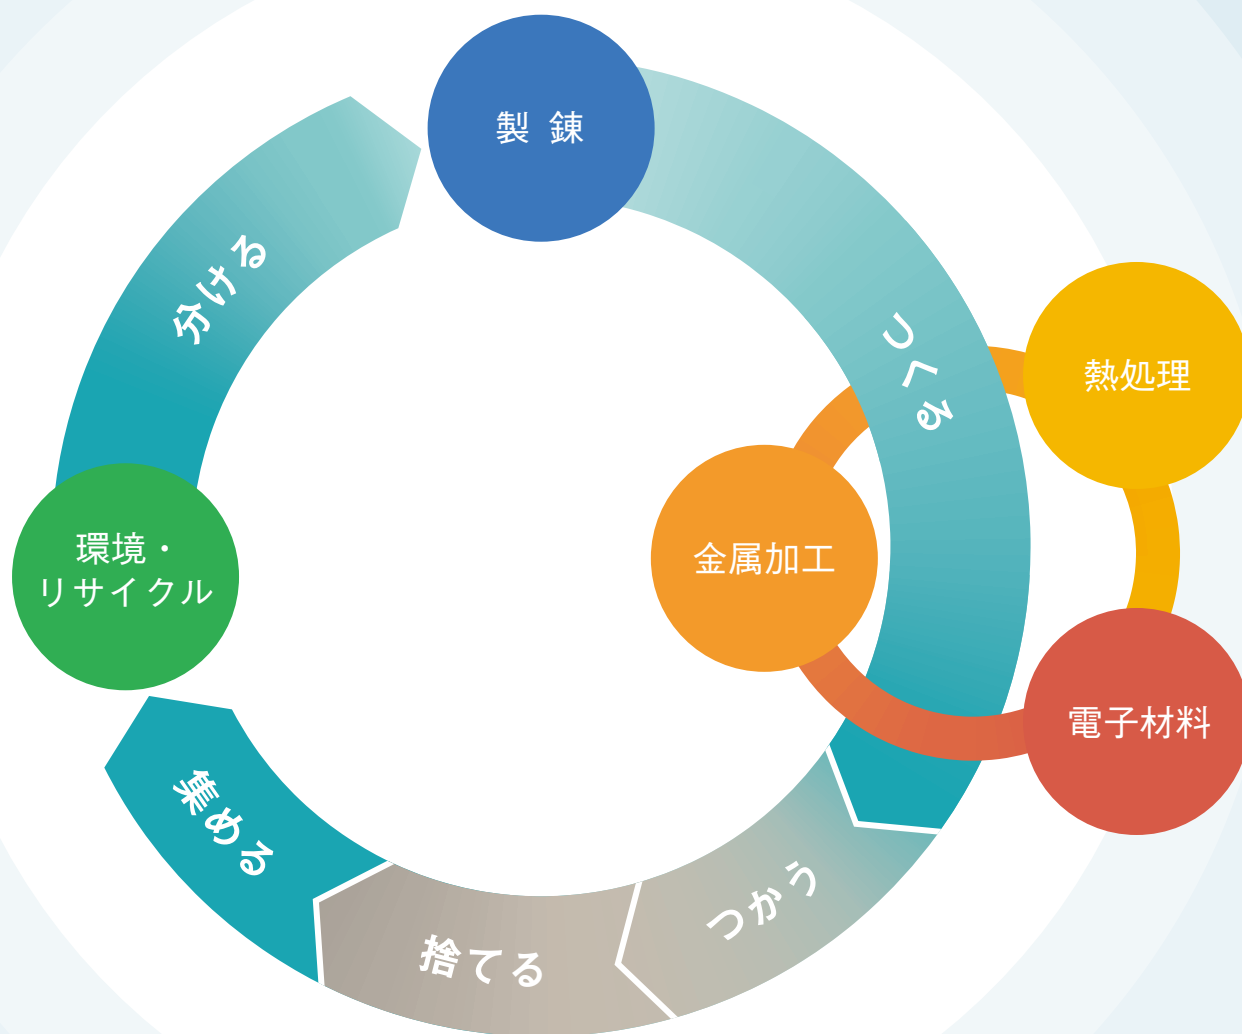 製錬
つくる
熱処理
金属加工
電子材料
つかう
捨てる
集める
環境・
リサイクル
分ける